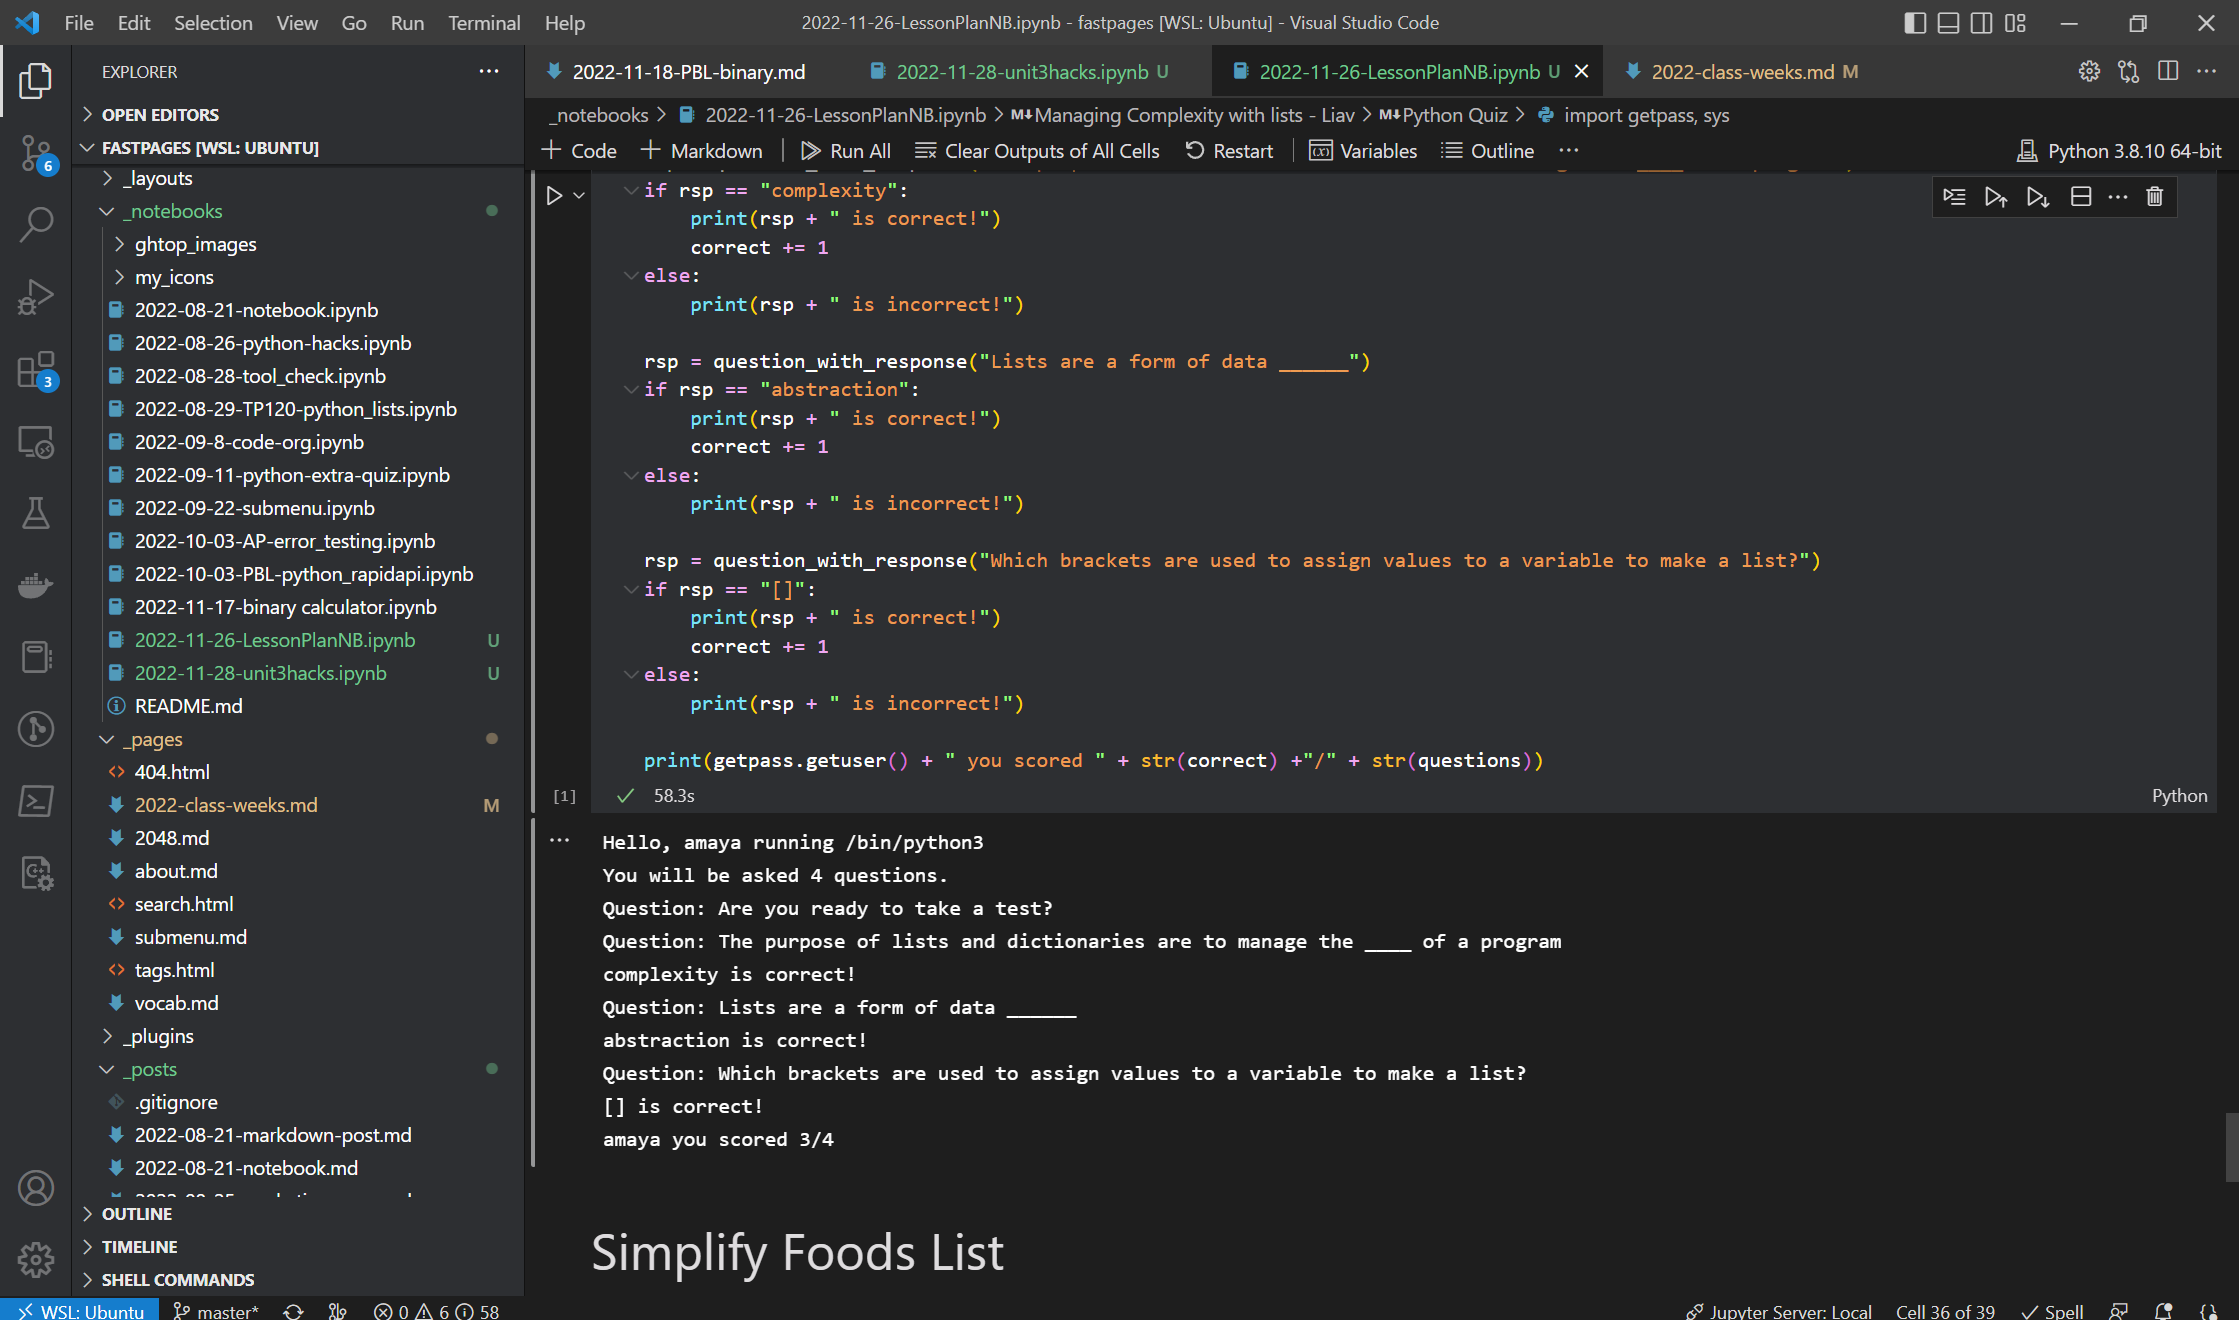 File Edit Selection View Go Run Terminal Help
2022-11-26-LessonPlanNB.ipynb - fastpages [WSL: Ubuntu] - Visual Studio Code
EXPLORER
OPEN EDITORS
FASTPAGES [WSL: UBUNTU]
_layouts
_notebooks
ghtop_images
my_icons
2022-08-21-notebook.ipynb
2022-08-26-python-hacks.ipynb
2022-08-28-tool_check.ipynb
2022-08-29-TP120-python_lists.ipynb
2022-09-8-code-org.ipynb
2022-09-11-python-extra-quiz.ipynb
2022-09-22-submenu.ipynb
2022-10-03-AP-error_testing.ipynb
2022-10-03-PBL-python_rapidapi.ipynb
2022-11-17-binary calculator.ipynb
2022-11-26-LessonPlanNB.ipynb U
2022-11-28-unit3hacks.ipynb U
README.md
_pages
404.html
2022-class-weeks.md M
2048.md
about.md
search.html
submenu.md
tags.html
vocab.md
_plugins
_posts
.gitignore
2022-08-21-markdown-post.md
2022-08-21-notebook.md
OUTLINE
TIMELINE
SHELL COMMANDS
6
3
2022-11-18-PBL-binary.md
2022-11-28-unit3hacks.ipynb U
2022-11-26-LessonPlanNB.ipynb U
2022-class-weeks.md M
_notebooks > 2022-11-26-LessonPlanNB.ipynb > M↓Managing Complexity with lists - Liav > M↓Python Quiz > import getpass, sys
+ Code + Markdown Run All Clear Outputs of All Cells Restart Variables Outline ... Python 3.8.10 64-bit
if rsp == "complexity":
print(rsp + " is correct!")
correct += 1
else:
print(rsp + " is incorrect!")
rsp = question_with_response("Lists are a form of data ______")
if rsp == "abstraction":
print(rsp + " is correct!")
correct += 1
else:
print(rsp + " is incorrect!")
rsp = question_with_response("Which brackets are used to assign values to a variable to make a list?")
if rsp == "[]":
print(rsp + " is correct!")
correct += 1
else:
print(rsp + " is incorrect!")
print(getpass.getuser() + " you scored " + str(correct) +"/" + str(questions))
[1] 58.3s Python
Hello, amaya running /bin/python3
You will be asked 4 questions.
Question: Are you ready to take a test?
Question: The purpose of lists and dictionaries are to manage the ____ of a program
complexity is correct!
Question: Lists are a form of data ______
abstraction is correct!
Question: Which brackets are used to assign values to a variable to make a list?
[] is correct!
amaya you scored 3/4
Simplify Foods List
WSL: Ubuntu master* 0 6 58 Jupyter Server: Local Cell 36 of 39 Spell